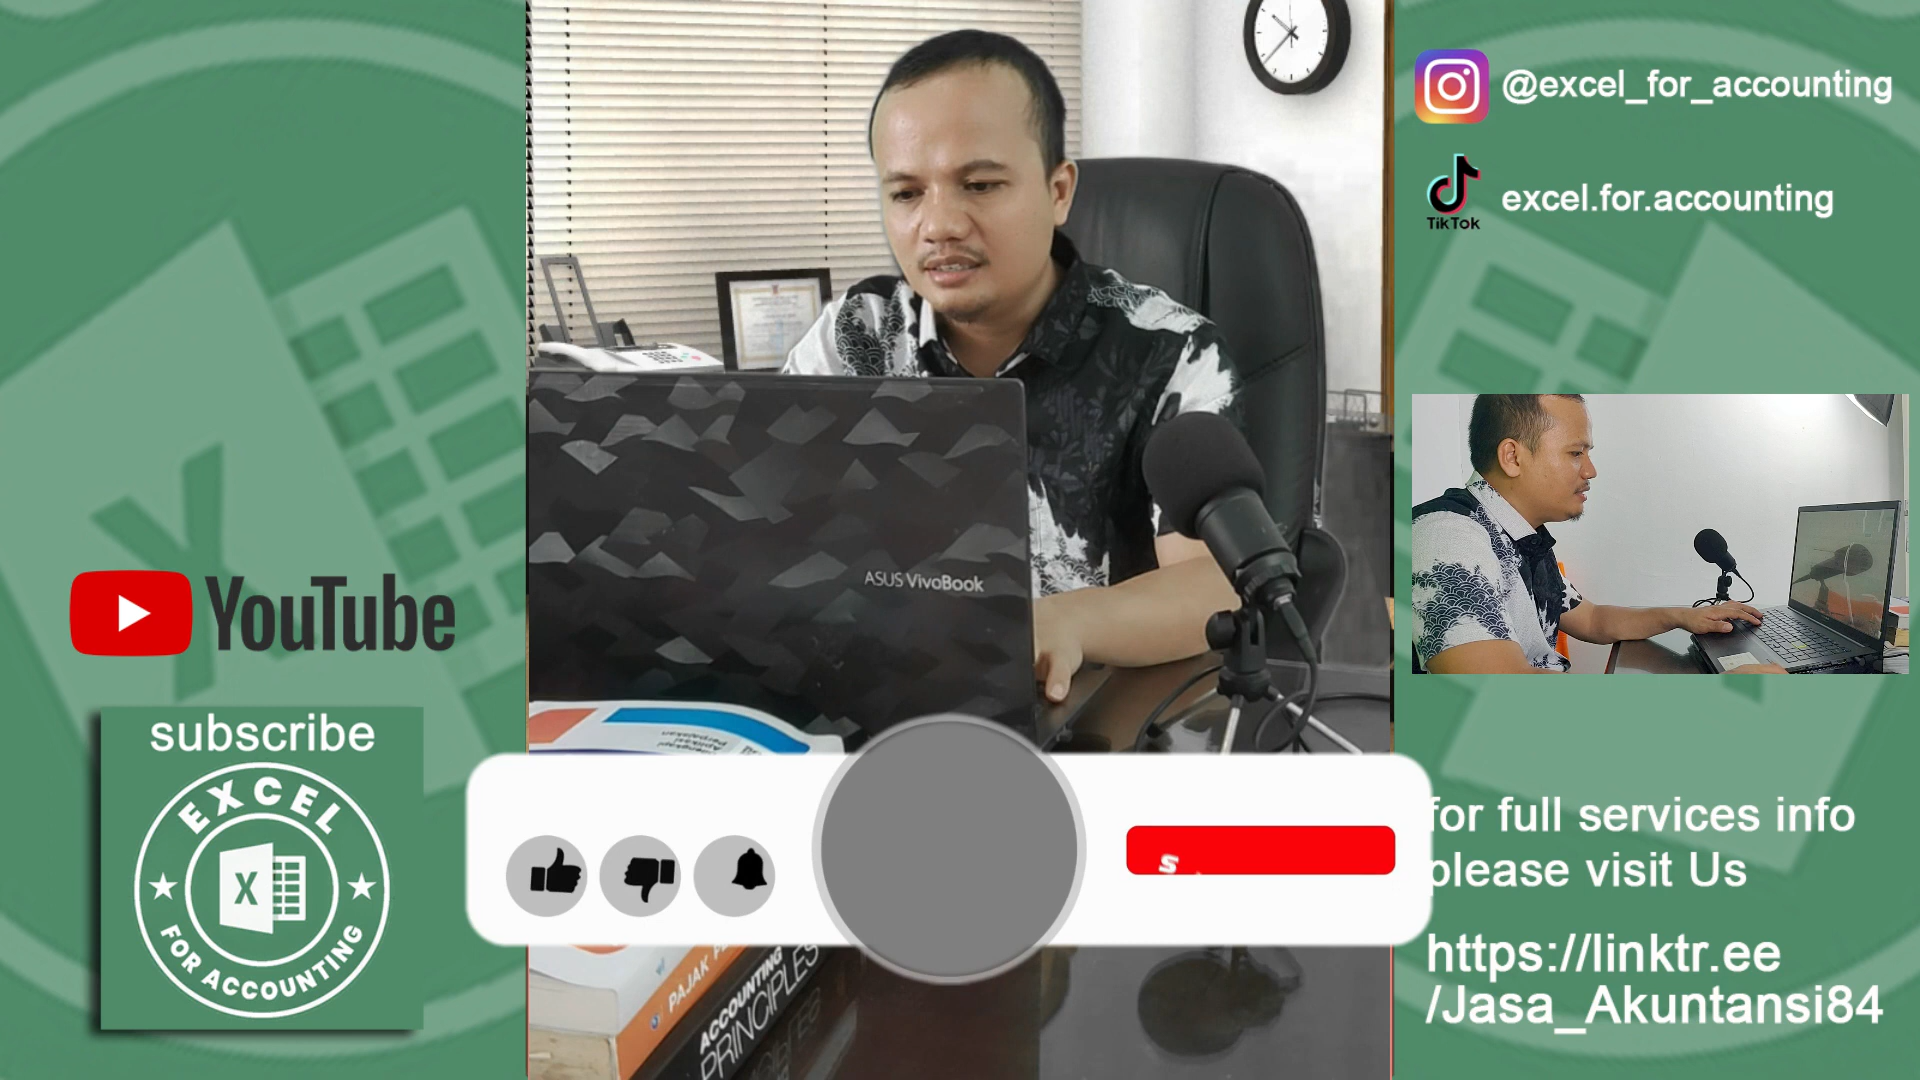 @excel_for_accounting
TikTok
excel.for.accounting
ASUS VivoBook
YouTube
subscribe
EXCEL
X
FOR ACCOUNTING
S
for full services info
please visit Us
https://linktr.ee
/Jasa_Akuntansi84
PAJAK
ACCOUNTING
PRINCIPLES